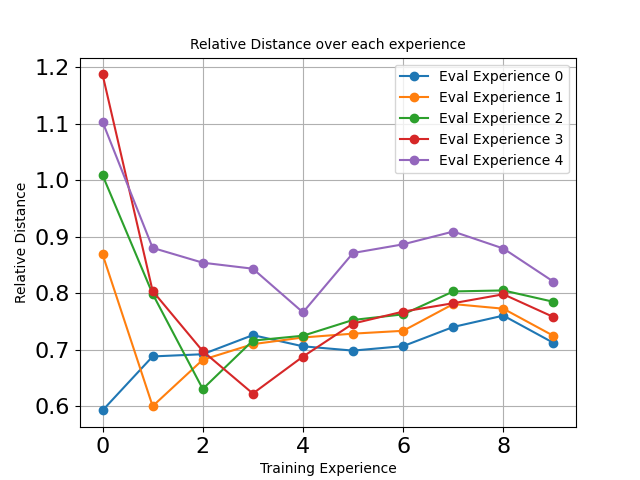 Relative Distance over each experience
1.2
1.1
1.0
0.9
0.8
0.7
0.6
Relative Distance
Eval Experience 0
Eval Experience 1
Eval Experience 2
Eval Experience 3
Eval Experience 4
0 2 4 6 8
Training Experience